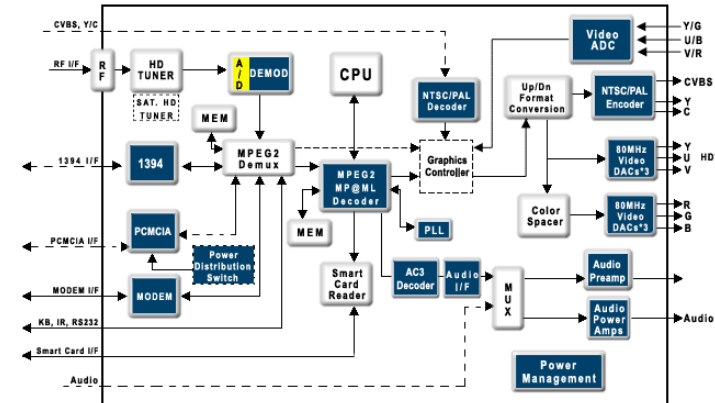 CVBS, Y/C
RF I/F
R
F
HD
TUNER
SAT. HD
TUNER
A
/
D
DEMOD
CPU
NTSC/PAL
Decoder
Video
ADC
Y/G
U/B
V/R
Up/Dn
Format
Conversion
NTSC/PAL
Encoder
CVBS
Y
C
MEM
MPEG2
Demux
1394 I/F
1394
MPEG2
MP@ML
Decoder
Graphics
Controller
80MHz
Video
DACs*3
Y
U
V
HD
PCMCIA
PCMCIA I/F
Power
Distribution
Switch
MEM
PLL
Color
Spacer
80MHz
Video
DACs*3
R
G
B
MODEM I/F
MODEM
Smart
Card
Reader
AC3
Decoder
Audio
I/F
M
U
X
Audio
Preamp
KB, IR, RS232
Audio
Power
Amps
Audio
Smart Card I/F
Audio
Power
Management